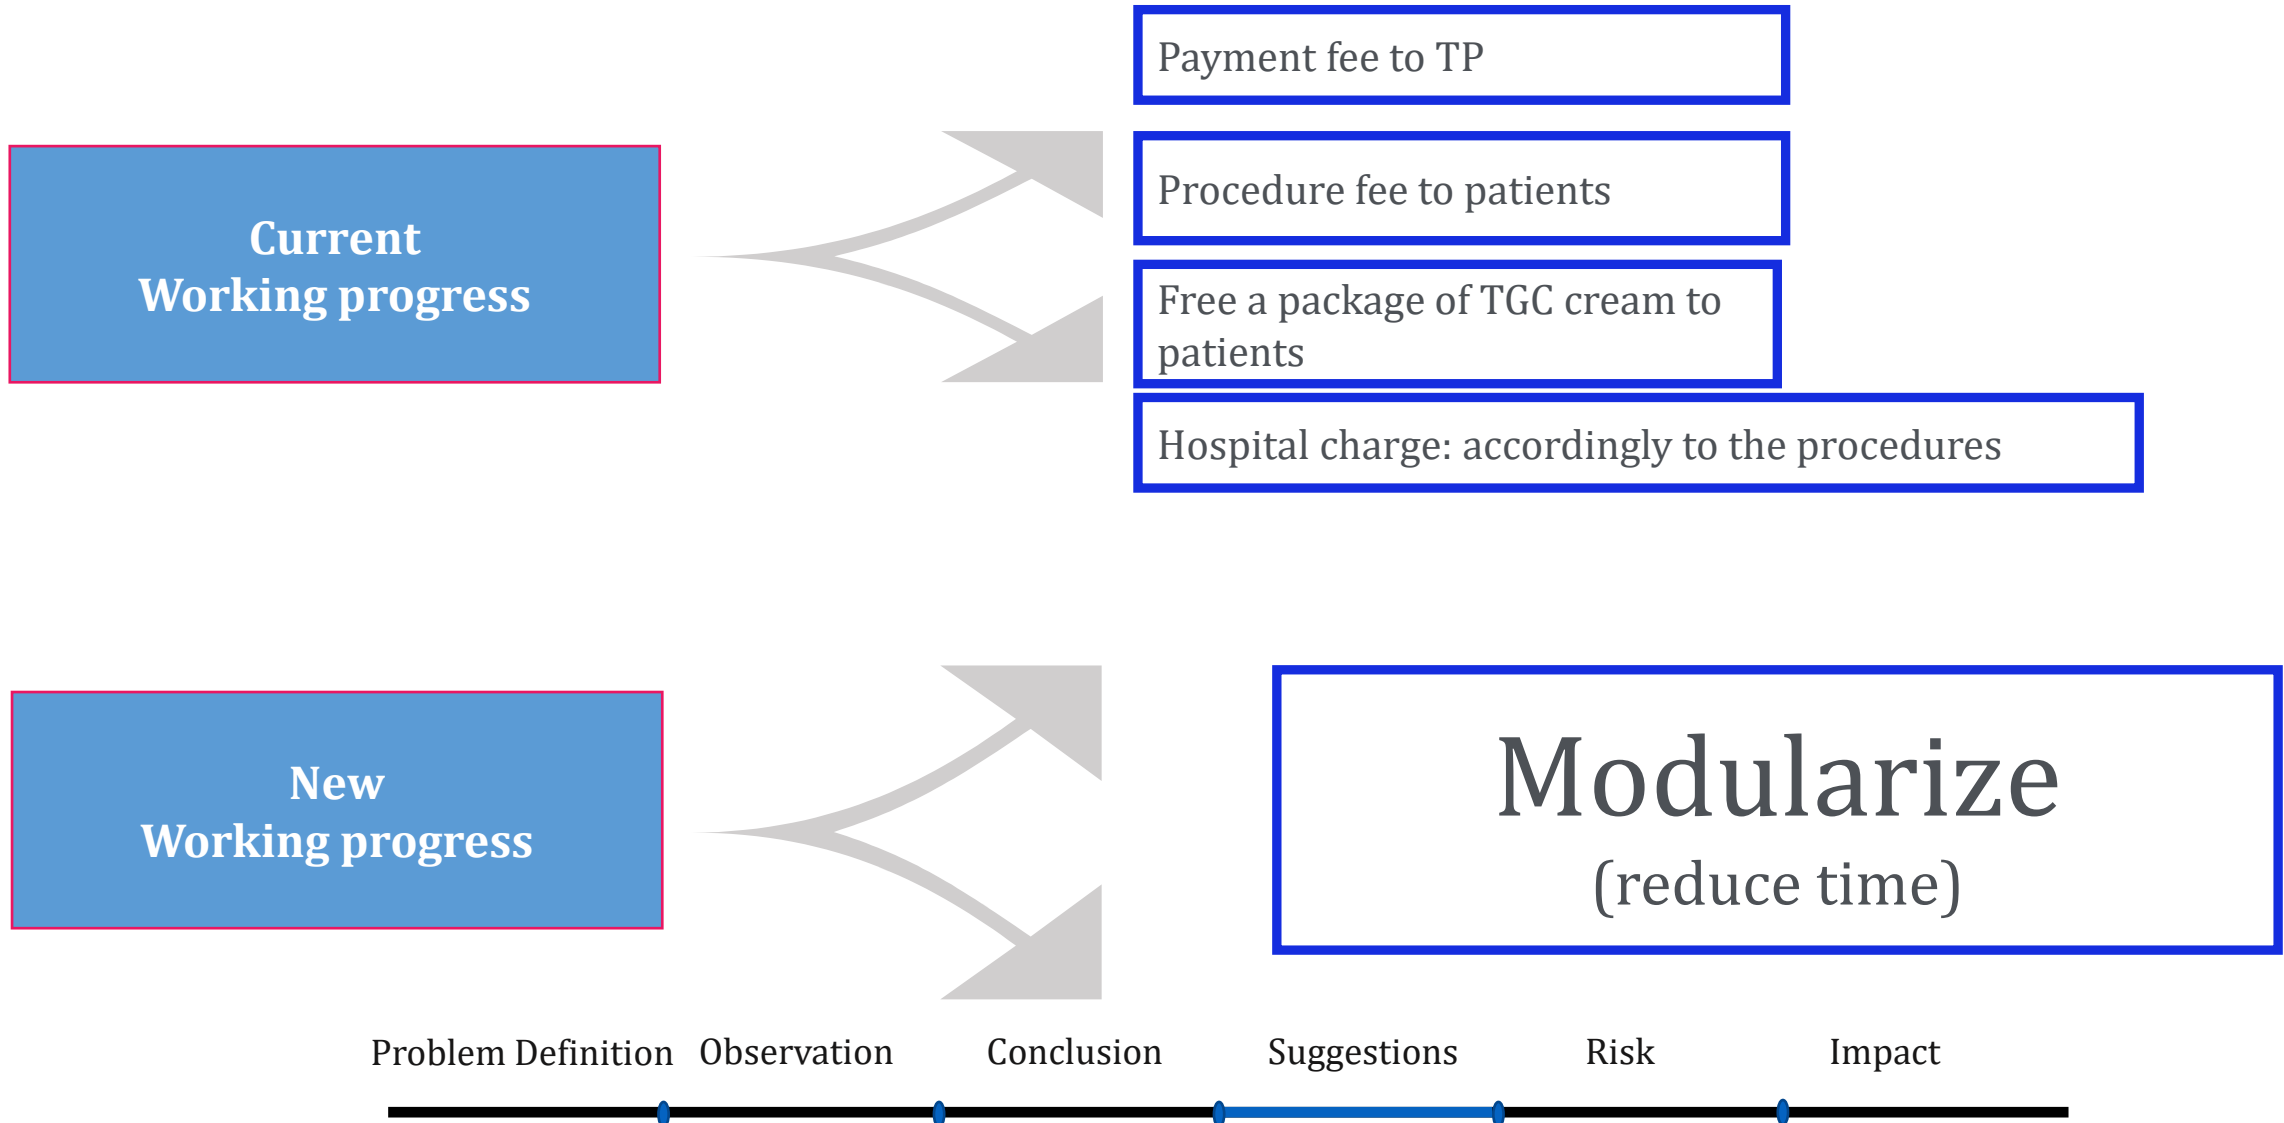 Payment fee to TP
Current
Working progress
Procedure fee to patients
Free a package of TGC cream to
patients
Hospital charge: accordingly to the procedures
New
Working progress
Modularize
(reduce time)
Problem Definition Observation Conclusion Suggestions Risk Impact